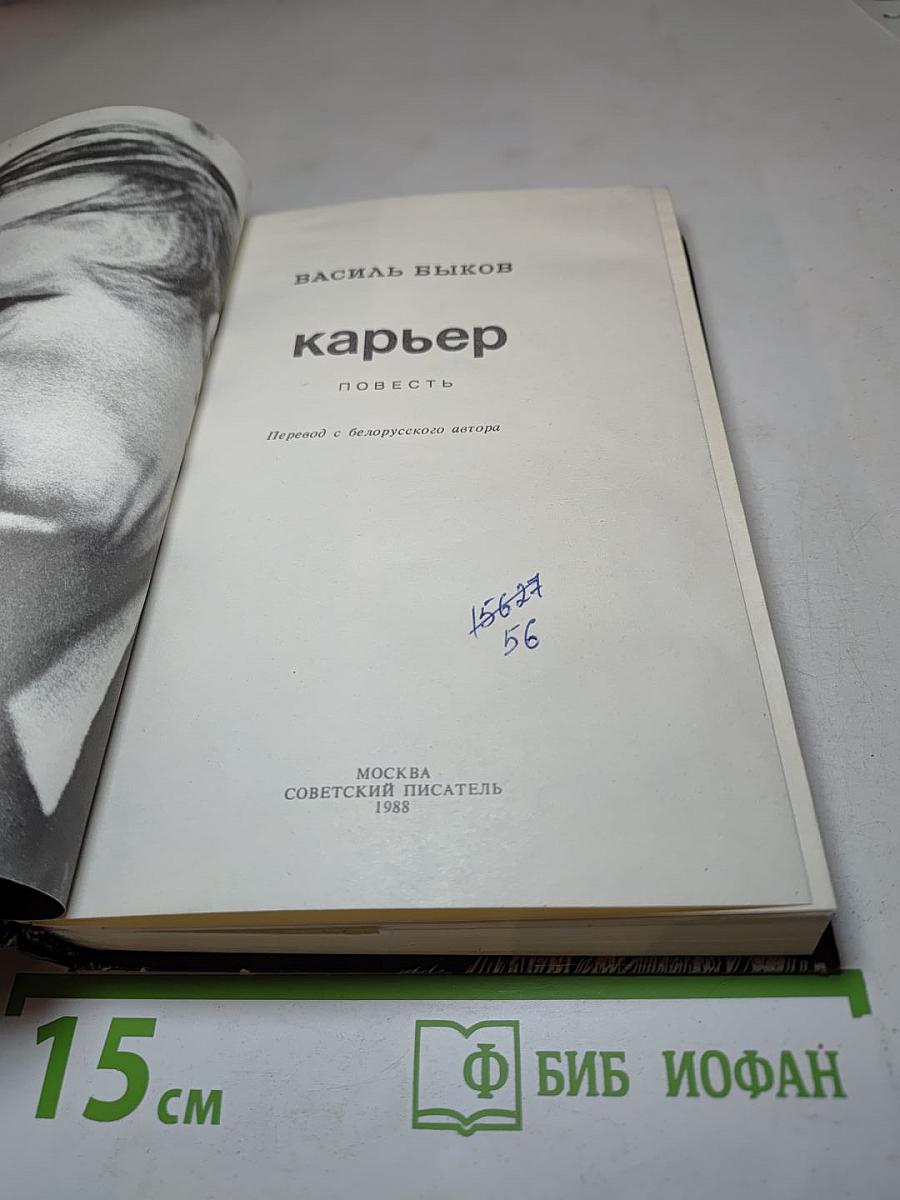 ВАСИЛЬ БЫКОВ
карьер
ПОВЕСТЬ
Перевод с белорусского автора
15627
56
МОСКВА
СОВЕТСКИЙ ПИСАТЕЛЬ
1988
15 см
Ф БИБ ИОФАН